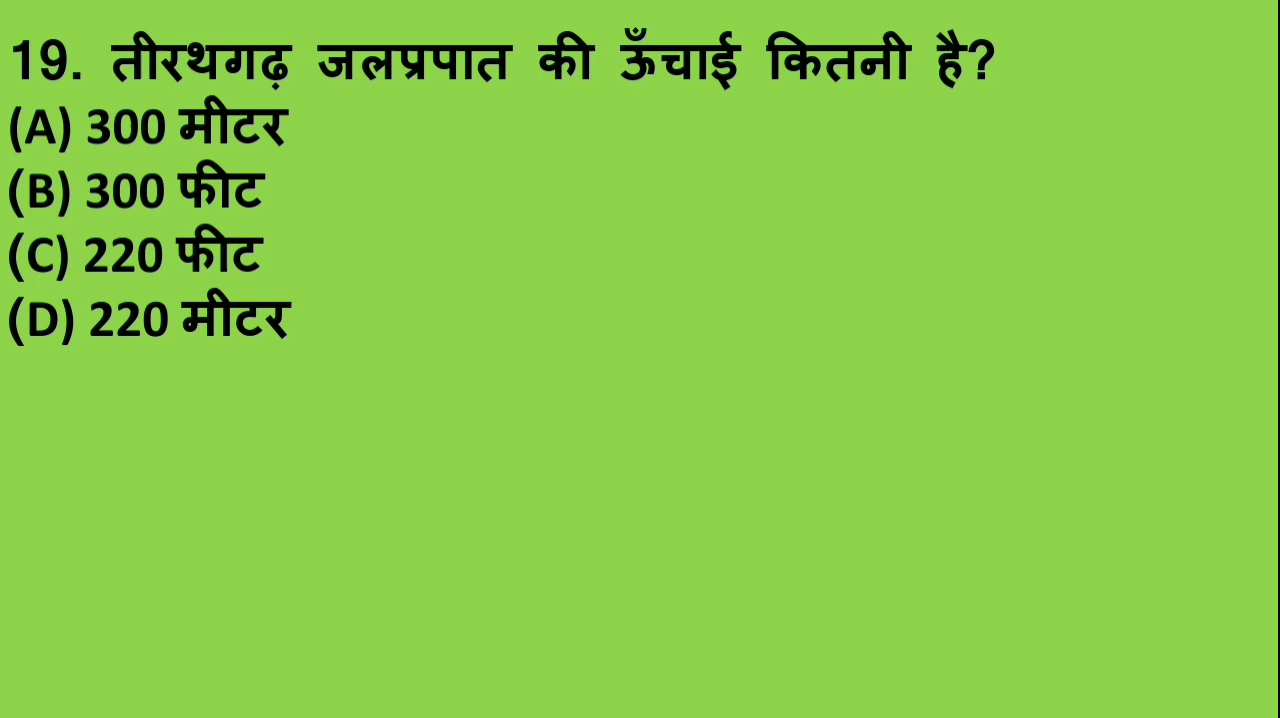 19. तीरथगढ़ जलप्रपात की ऊँचाई कितनी है?
(A) 300 मीटर
(B) 300 फीट
(C) 220 फीट
(D) 220 मीटर